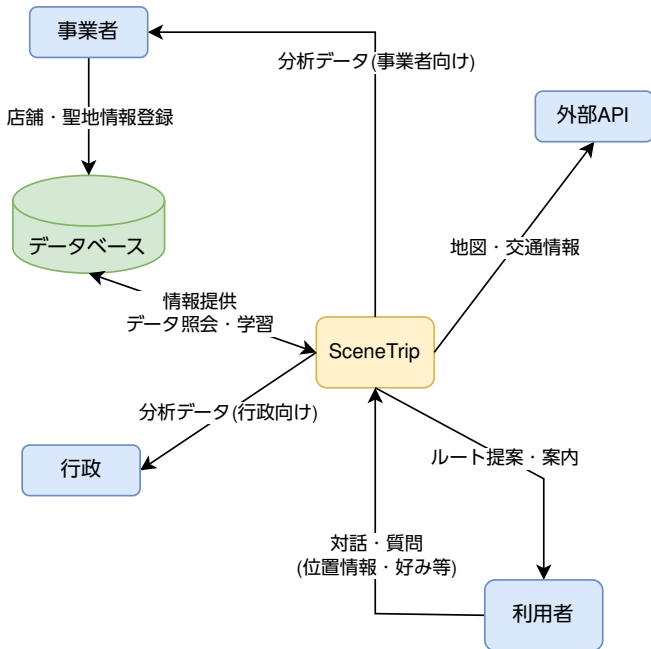 事業者
分析データ(事業者向け)
店舗・聖地情報登録
外部API
データベース
地図・交通情報
情報提供
データ照会・学習
SceneTrip
分析データ(行政向け)
行政
ルート提案・案内
対話・質問
(位置情報・好み等)
利用者